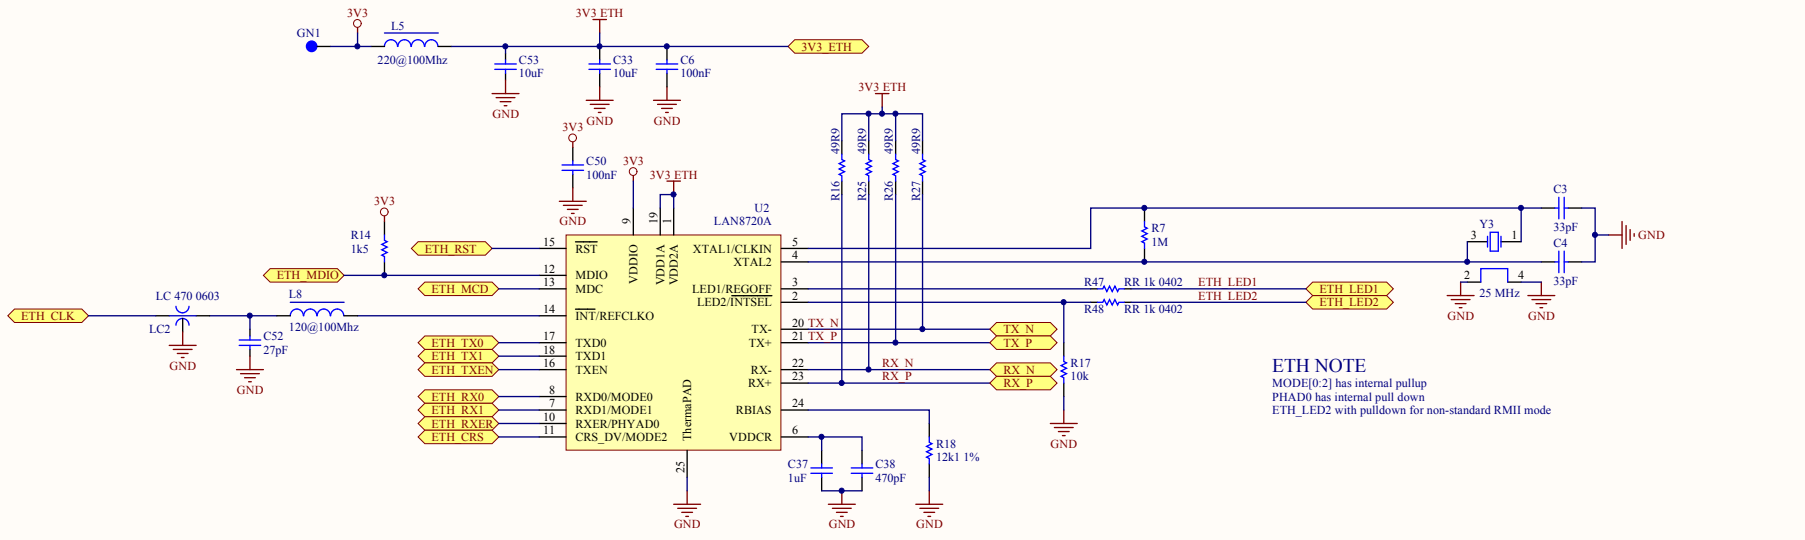 3V3
GN1
L5
220@100Mhz
3V3 ETH
3V3_ETH
C53
10uF
GND
C33
10uF
GND
C6
100nF
GND
3V3
C50
100nF
GND
3V3
3V3 ETH
9
19
1
U2
LAN8720A
3V3 ETH
49R9
49R9
49R9
49R9
R16
R25
R26
R27
3V3
R14
1k5
ETH_RST
15
RST
ETH_MDIO
12
MDIO
ETH_MCD
13
MDC
ETH_CLK
LC 470 0603
LC2
GND
C52
27pF
GND
L8
120@100Mhz
14
INT/REFCLKO
ETH_TX0
17
TXD0
ETH_TX1
18
TXD1
ETH_TXEN
16
TXEN
ETH_RX0
8
RXD0/MODE0
ETH_RX1
7
RXD1/MODE1
ETH_RXER
10
RXER/PHYAD0
ETH_CRS
11
CRS_DV/MODE2
VDDIO
VDD1A
VDD2A
ThermaPAD
25
GND
XTAL1/CLKIN
5
XTAL2
4
LED1/REGOFF
3
LED2/INTSEL
2
TX-
20
TX_N
TX_N
TX+
21
TX_P
TX_P
RX-
22
RX_N
RX_N
RX+
23
RX_P
RX_P
RBIAS
24
VDDCR
6
C37
1uF
C38
470pF
GND
R18
12k1 1%
GND
R17
10k
GND
R7
1M
R47
RR 1k 0402
ETH_LED1
ETH_LED1
R48
RR 1k 0402
ETH_LED2
ETH_LED2
Y3
3
1
2
4
25 MHz
GND
GND
C3
33pF
C4
33pF
GND
ETH NOTE
MODE[0:2] has internal pullup
PHAD0 has internal pull down
ETH_LED2 with pulldown for non-standard RMII mode